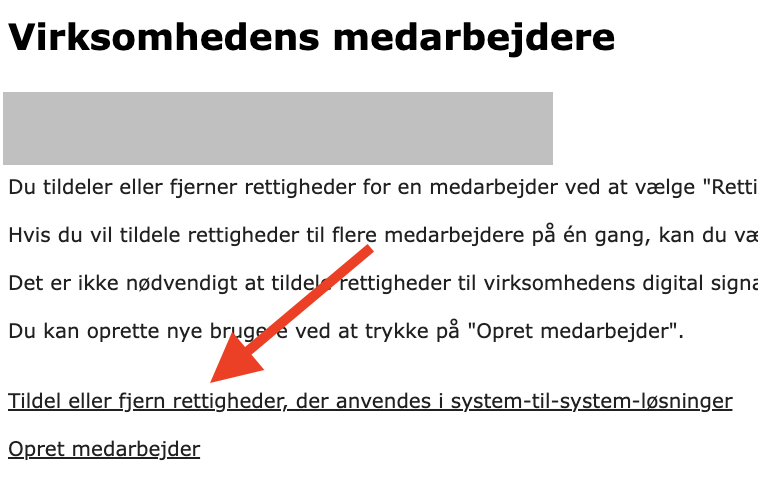 Virksomhedens medarbejdere
Du tildeler eller fjerner rettigheder for en medarbejder ved at vælge "Retti
Hvis du vil tildele rettigheder til flere medarbejdere på én gang, kan du væ
Det er ikke nødvendigt at tildele rettigheder til virksomhedens digital signa
Du kan oprette nye brugere ved at trykke på "Opret medarbejder".
Tildel eller fjern rettigheder, der anvendes i system-til-system-løsninger
Opret medarbejder